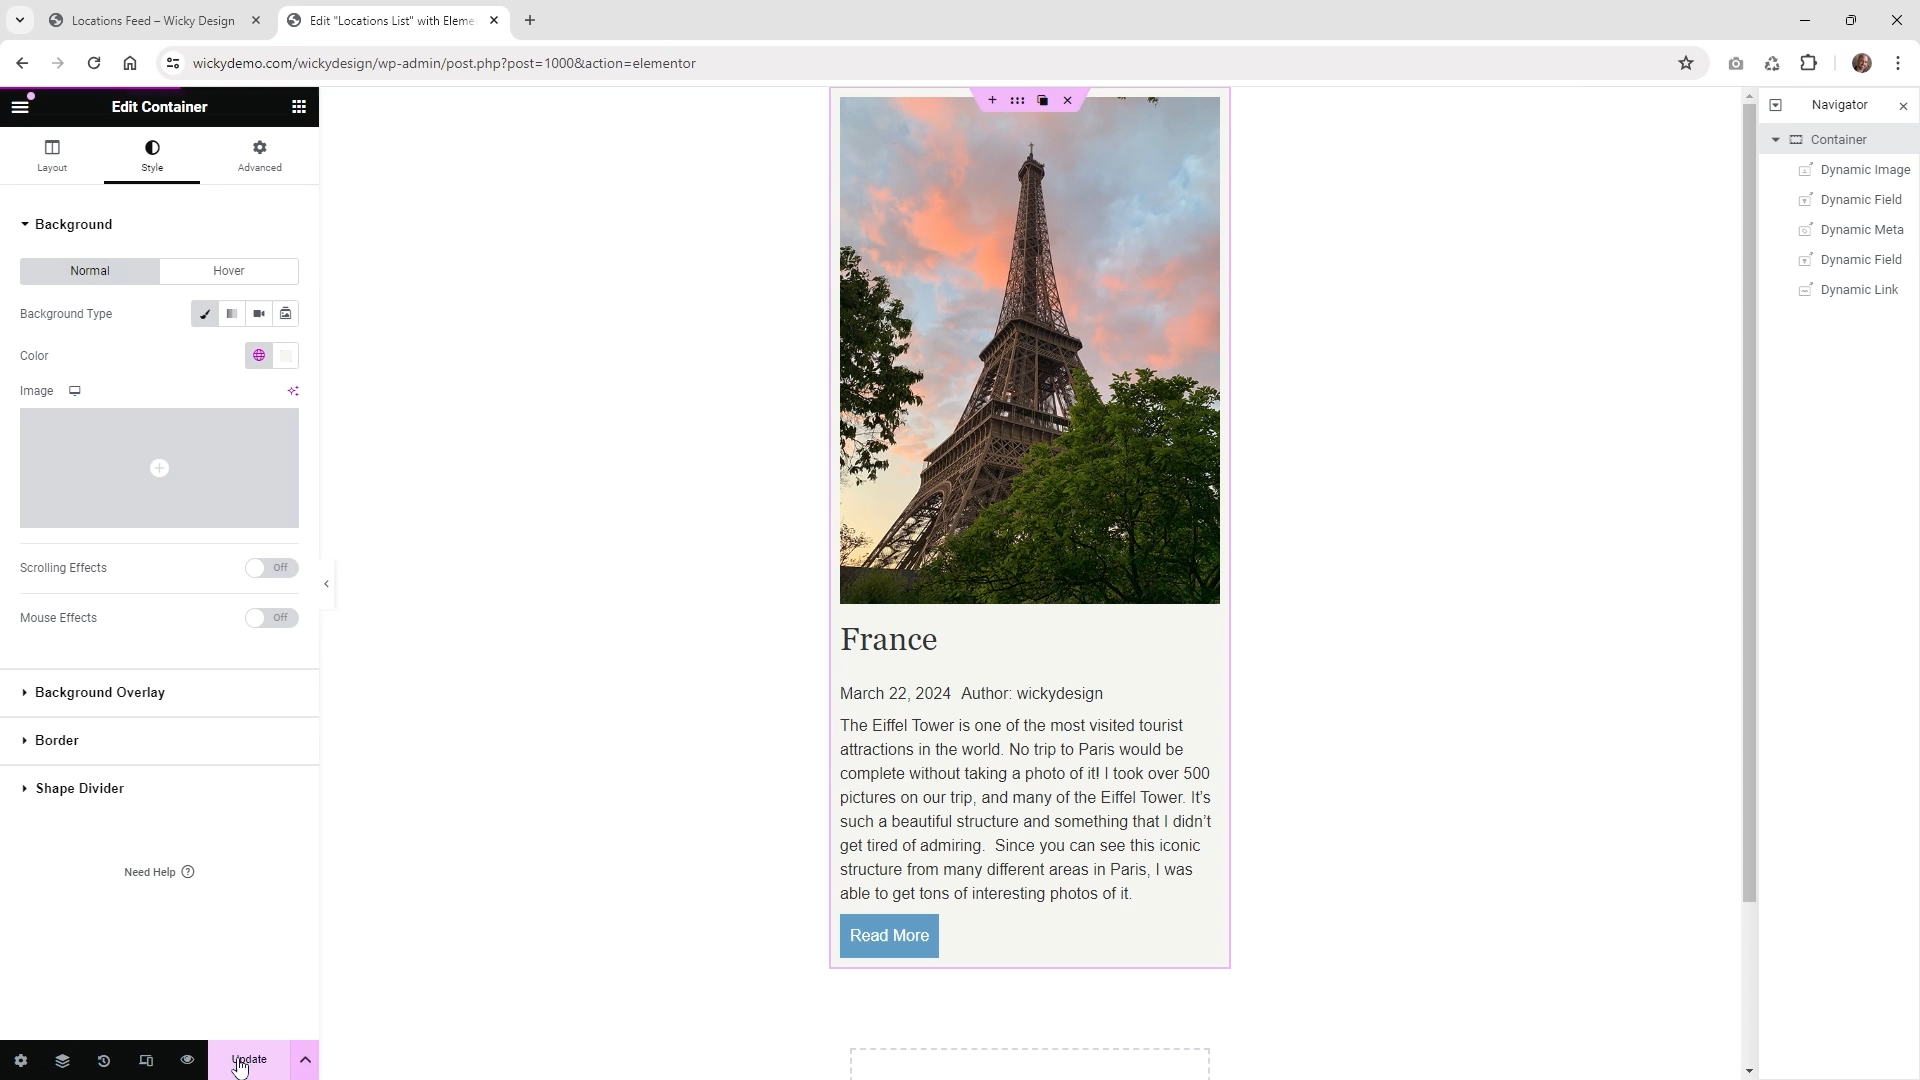 Locations Feed – Wicky Design
Edit "Locations List" with Eleme
wickydemo.com/wickydesign/wp-admin/post.php?post=1000&action=elementor
Edit Container
Layout
Style
Advanced
Background
Normal
Hover
Background Type
Color
Image
Scrolling Effects
Off
Mouse Effects
Off
Background Overlay
Border
Shape Divider
Need Help
Update
France
March 22, 2024 Author: wickydesign
The Eiffel Tower is one of the most visited tourist
attractions in the world. No trip to Paris would be
complete without taking a photo of it! I took over 500
pictures on our trip, and many of the Eiffel Tower. It’s
such a beautiful structure and something that I didn’t
get tired of admiring. Since you can see this iconic
structure from many different areas in Paris, I was
able to get tons of interesting photos of it.
Read More
Navigator
Container
Dynamic Image
Dynamic Field
Dynamic Meta
Dynamic Field
Dynamic Link